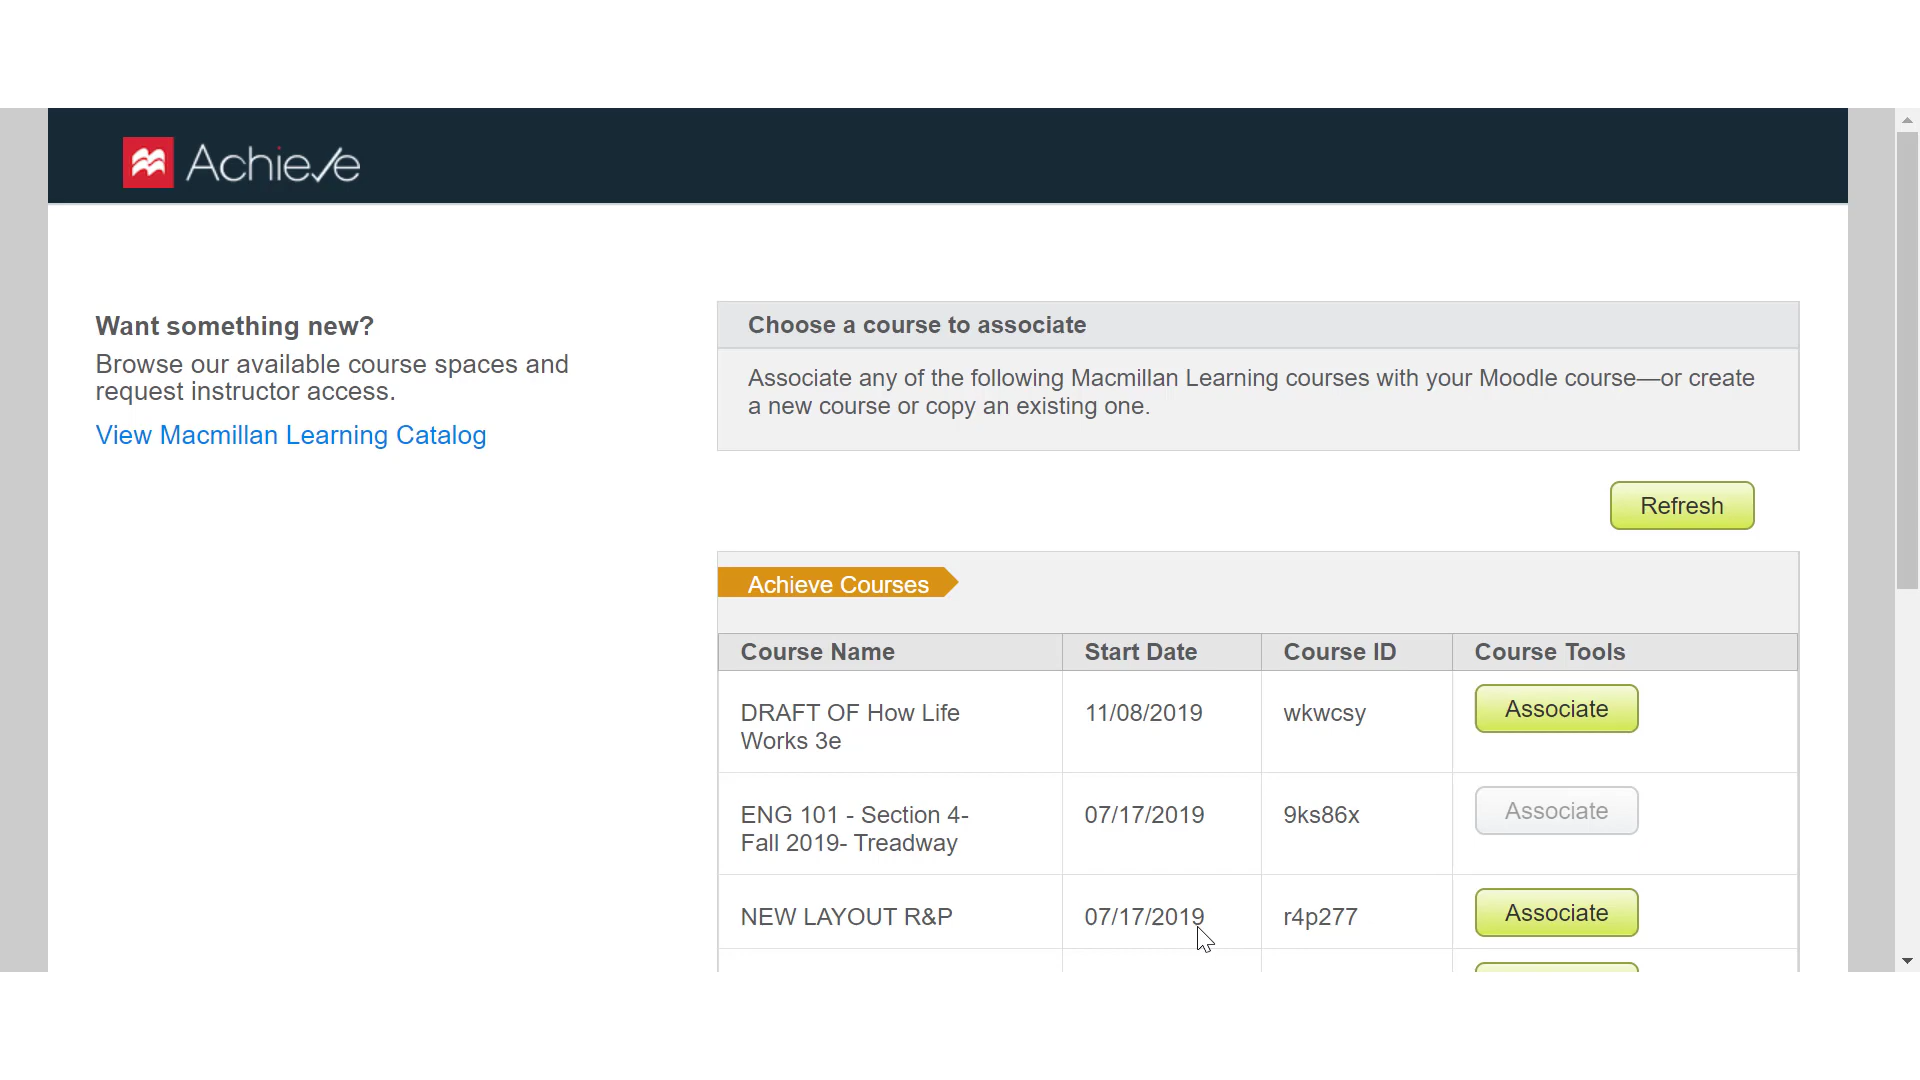 Achieve
Want something new?
Browse our available course spaces and
request instructor access.
View Macmillan Learning Catalog
Choose a course to associate
Associate any of the following Macmillan Learning courses with your Moodle course—or create
a new course or copy an existing one.
Refresh
Achieve Courses
Course Name Start Date Course ID Course Tools
DRAFT OF How Life
Works 3e
11/08/2019 wkwcsy Associate
ENG 101 - Section 4-
Fall 2019- Treadway
07/17/2019 9ks86x Associate
NEW LAYOUT R&P 07/17/2019 r4p277 Associate